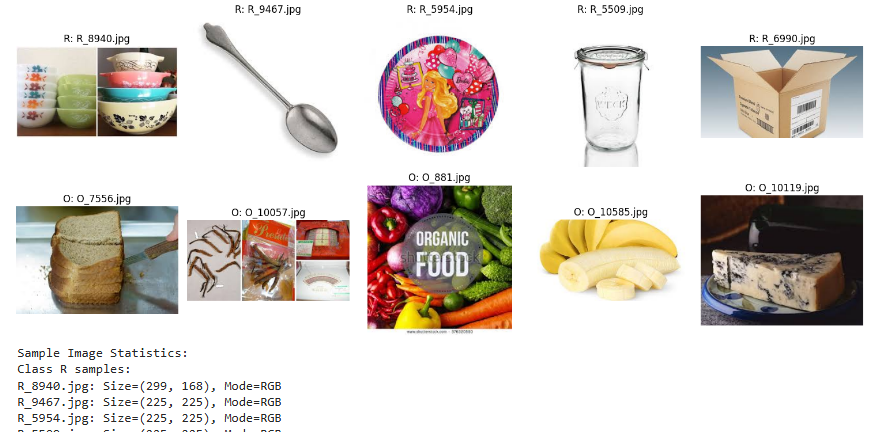 R: R_8940.jpg
R: R_9467.jpg
R: R_5954.jpg
R: R_5509.jpg
R: R_6990.jpg
WECK
O: O_7556.jpg
O: O_10057.jpg
O: O_881.jpg
O: O_10585.jpg
O: O_10119.jpg
ORGANIC
shutterstock
FOOD
Sample Image Statistics:
Class R samples:
R_8940.jpg: Size=(299, 168), Mode=RGB
R_9467.jpg: Size=(225, 225), Mode=RGB
R_5954.jpg: Size=(225, 225), Mode=RGB